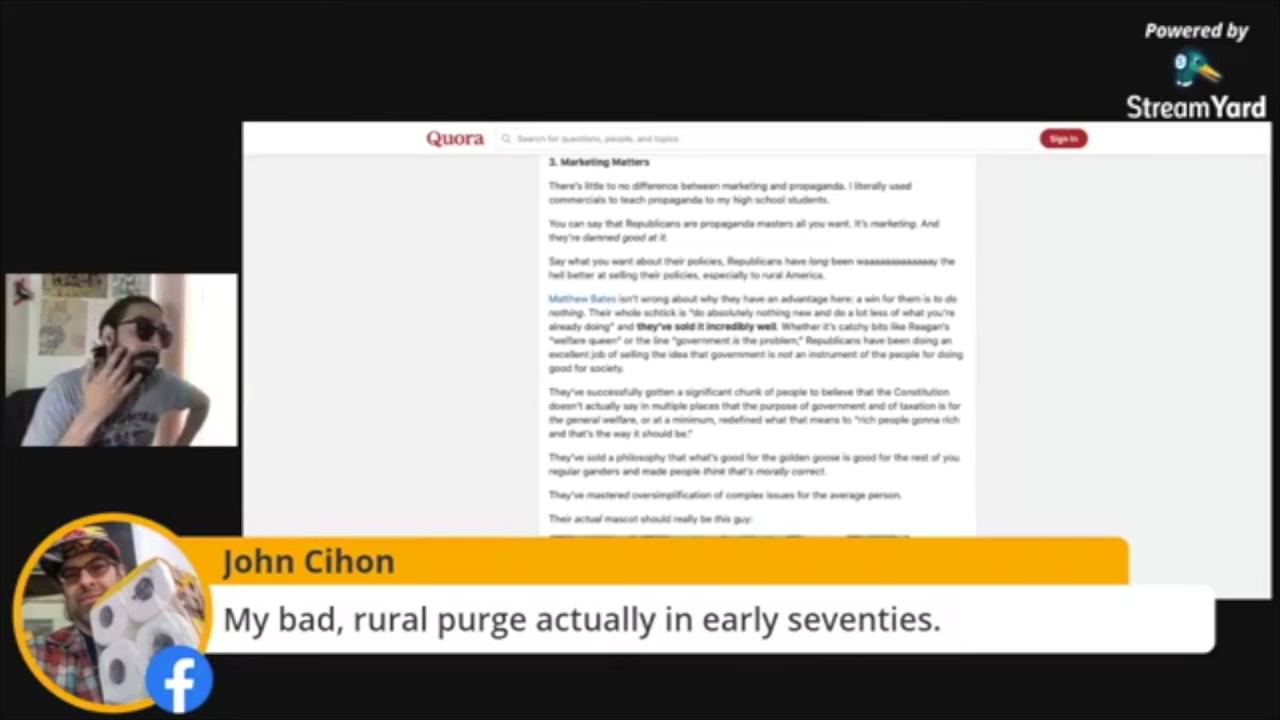 Powered by
StreamYard
Quora
Search for questions, people, and topics
Sign In
3. Marketing Matters
There's little to no difference between marketing and propaganda. I literally used
commercials to teach propaganda to my high school students.
You can say that Republicans are propaganda masters all you want. It's marketing. And
they're damned good at it.
Say what you want about their policies, Republicans have long been waaaaaaaaaaaaay the
hell better at selling their policies, especially to rural America.
Matthew Bates isn't wrong about why they have an advantage here: a win for them is to do
nothing. Their whole schtick is "do absolutely nothing new and do a lot less of what you're
already doing" and they've sold it incredibly well. Whether it's catchy bits like Reagan's
"welfare queen" or the line "government is the problem," Republicans have been doing an
excellent job of selling the idea that government is not an instrument of the people for doing
good for society.
They've successfully gotten a significant chunk of people to believe that the Constitution
doesn't actually say in multiple places that the purpose of government and of taxation is for
the general welfare, or at a minimum, redefined what that means to "rich people gonna rich
and that's the way it should be."
They've sold a philosophy that what's good for the golden goose is good for the rest of you
regular ganders and made people think that's morally correct.
They've mastered oversimplification of complex issues for the average person.
Their actual mascot should really be this guy:
John Cihon
My bad, rural purge actually in early seventies.